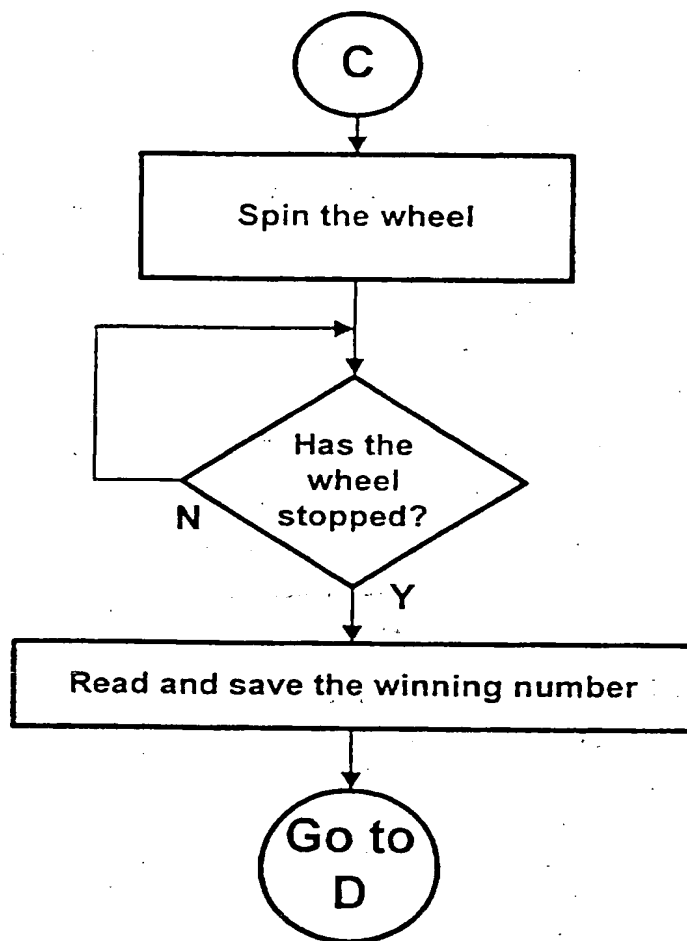 C
Spin the wheel
Has the
wheel
stopped?
N
Y
Read and save the winning number
Go to
D